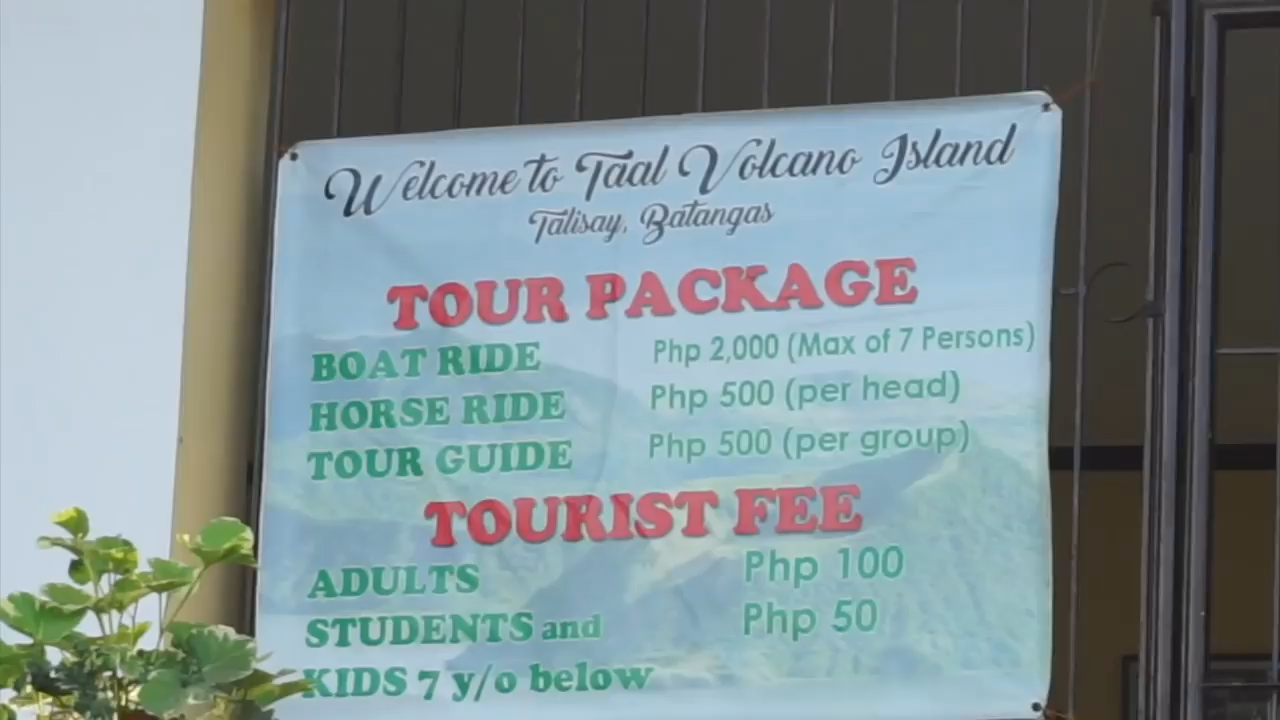 Welcome to Taal Volcano Island
Talisay, Batangas
TOUR PACKAGE
BOAT RIDE Php 2,000 (Max of 7 Persons)
HORSE RIDE Php 500 (per head)
TOUR GUIDE Php 500 (per group)
TOURIST FEE
ADULTS Php 100
STUDENTS and Php 50
KIDS 7 y/o below